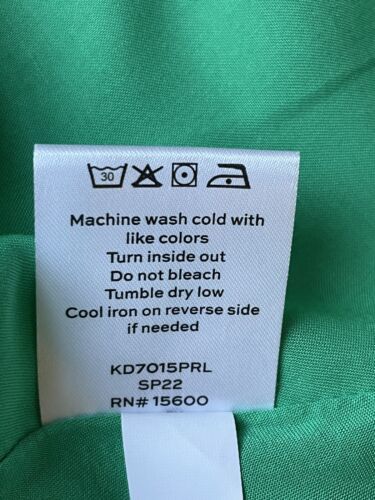 30
Machine wash cold with
like colors
Turn inside out
Do not bleach
Tumble dry low
Cool iron on reverse side
if needed
KD7015PRL
SP22
RN# 15600